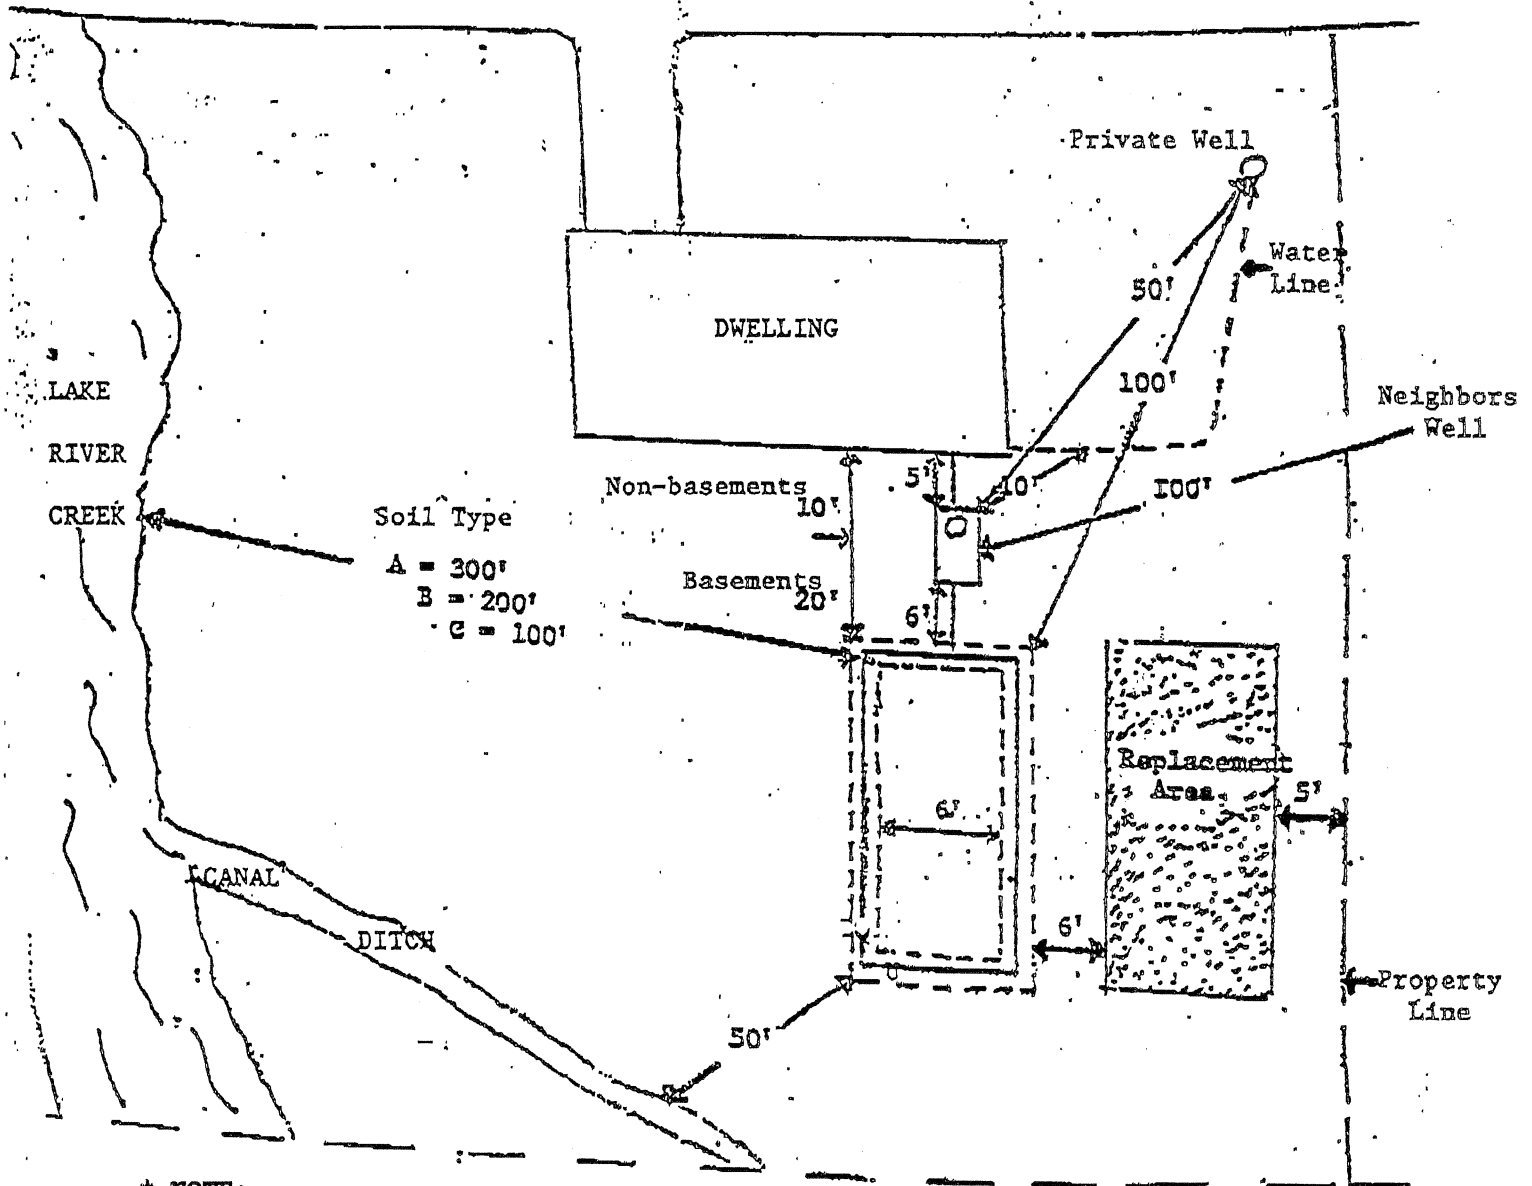 Private Well
Water
Line
50'
DWELLING
100'
LAKE
Neighbors
Well
RIVER
5'
10'
100'
Non-basements
10'
CREEK
Soil Type
A = 300'
B = 200'
C = 100'
Basements
20'
6'
Replacement
Area
5'
6'
CANAL
DITCH
6'
Property
Line
50'